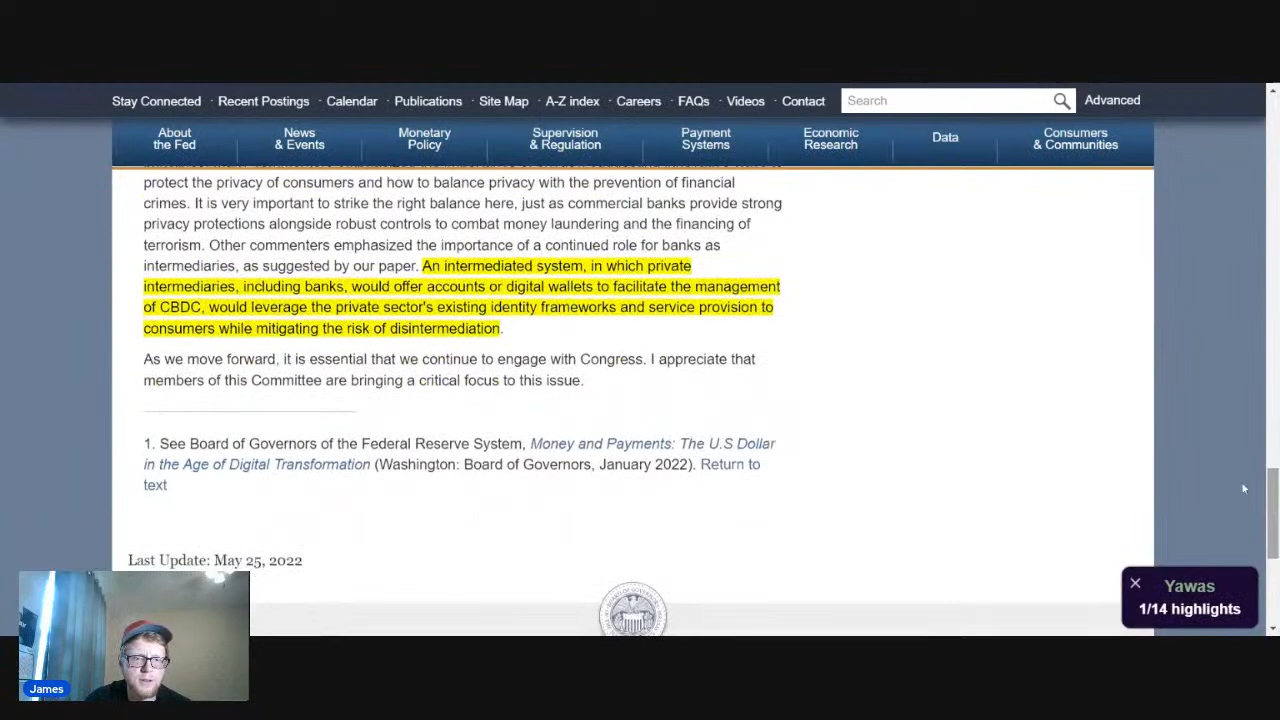 Stay Connected · Recent Postings · Calendar · Publications · Site Map · A-Z index · Careers · FAQs · Videos · Contact
Search
Advanced
About
the Fed
News
& Events
Monetary
Policy
Supervision
& Regulation
Payment
Systems
Economic
Research
Data
Consumers
& Communities
protect the privacy of consumers and how to balance privacy with the prevention of financial
crimes. It is very important to strike the right balance here, just as commercial banks provide strong
privacy protections alongside robust controls to combat money laundering and the financing of
terrorism. Other commenters emphasized the importance of a continued role for banks as
intermediaries, as suggested by our paper. An intermediated system, in which private
intermediaries, including banks, would offer accounts or digital wallets to facilitate the management
of CBDC, would leverage the private sector's existing identity frameworks and service provision to
consumers while mitigating the risk of disintermediation.
As we move forward, it is essential that we continue to engage with Congress. I appreciate that
members of this Committee are bringing a critical focus to this issue.
1. See Board of Governors of the Federal Reserve System, Money and Payments: The U.S Dollar
in the Age of Digital Transformation (Washington: Board of Governors, January 2022). Return to
text
Last Update: May 25, 2022
Yawas
1/14 highlights
James